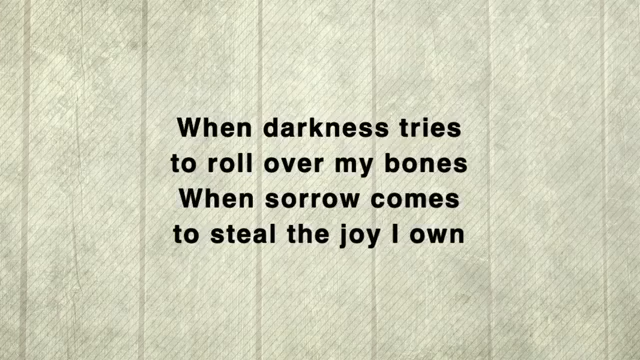 When darkness tries
to roll over my bones
When sorrow comes
to steal the joy I own